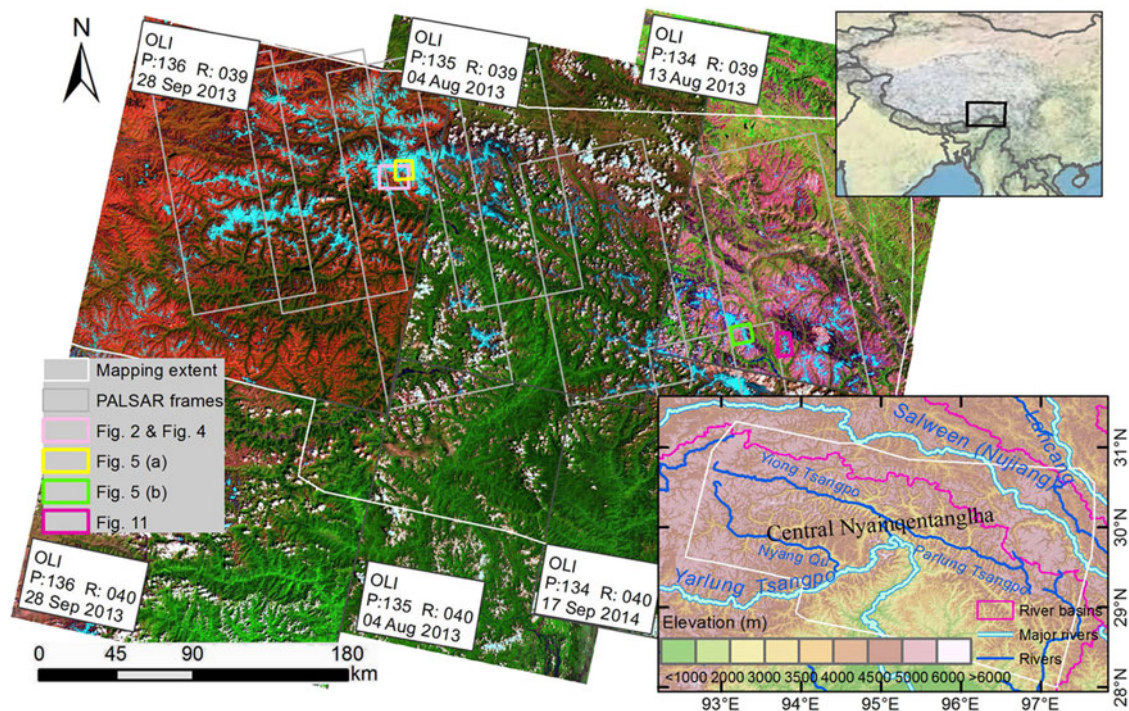 N
OLI
P:136 R: 039
28 Sep 2013
OLI
P:135 R: 039
04 Aug 2013
OLI
P:134 R: 039
13 Aug 2013
Mapping extent
PALSAR frames
Fig. 2 & Fig. 4
Fig. 5 (a)
Fig. 5 (b)
Fig. 11
OLI
P:136 R: 040
28 Sep 2013
OLI
P:135 R: 040
04 Aug 2013
OLI
P:134 R: 040
17 Sep 2014
0 45 90 180
km
Salween (Nujiang)
Lancang
Yiong Tsangpo
Central Nyainqentanglha
Nyang Qu
Parlung Tsangpo
Yarlung Tsangpo
River basins
Major rivers
Rivers
Elevation (m)
<1000 2000 3000 3500 4000 4500 5000 6000 >6000
31°N
30°N
29°N
28°N
93°E 94°E 95°E 96°E 97°E